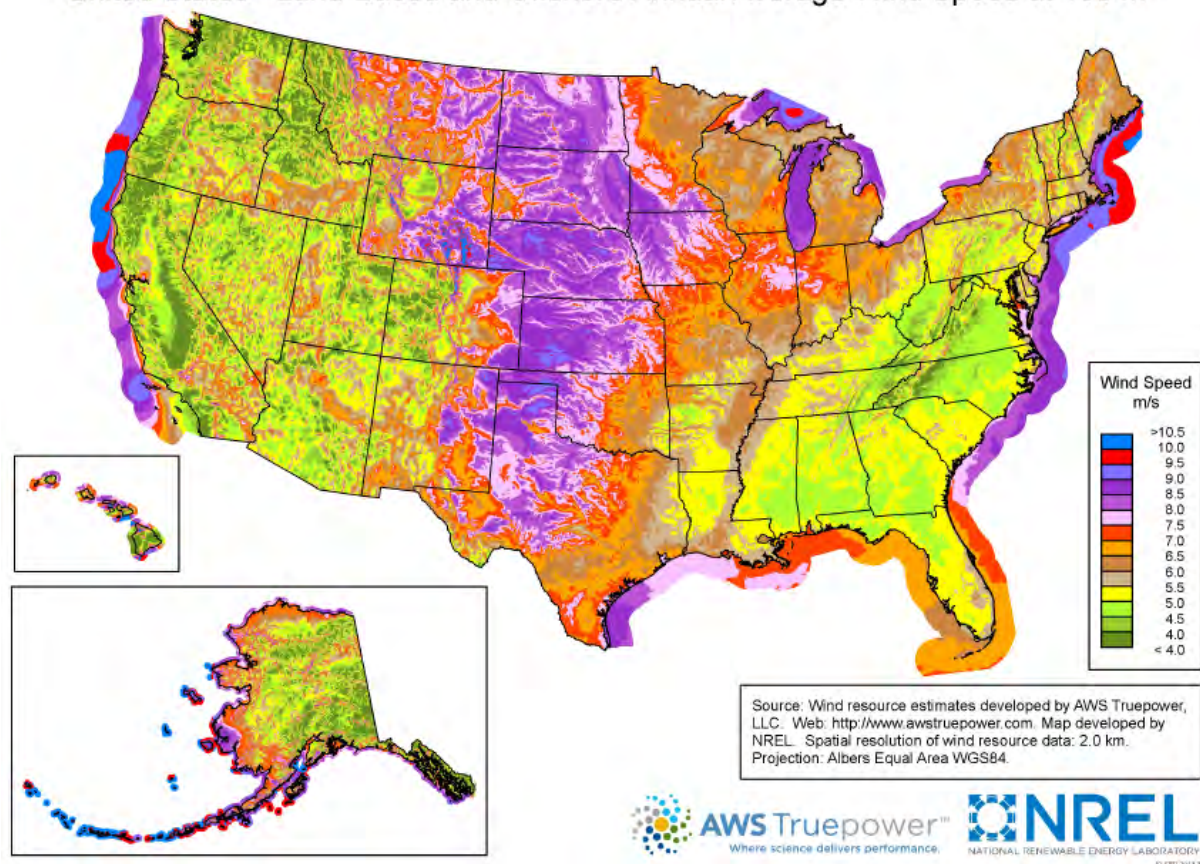 Wind Speed
m/s
>10.5
10.0
9.5
9.0
8.5
8.0
7.5
7.0
6.5
6.0
5.5
5.0
4.5
4.0
< 4.0
Source: Wind resource estimates developed by AWS Truepower,
LLC. Web: http://www.awstruepower.com. Map developed by
NREL. Spatial resolution of wind resource data: 2.0 km.
Projection: Albers Equal Area WGS84.
AWS Truepower™
Where science delivers performance.
NREL
NATIONAL RENEWABLE ENERGY LABORATORY